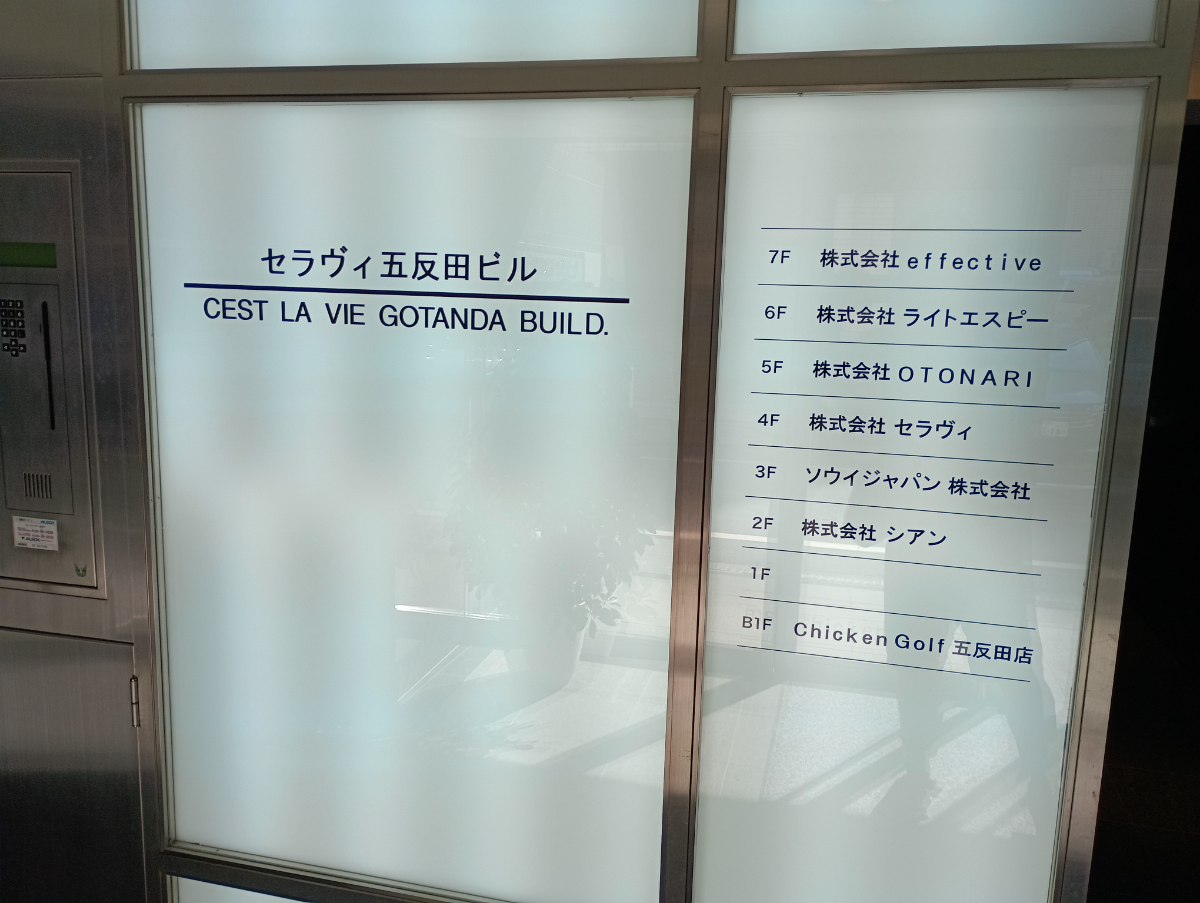 セラヴィ五反田ビル
CEST LA VIE GOTANDA BUILD.
7F 株式会社 effective
6F 株式会社 ライトエスピー
5F 株式会社 OTONARI
4F 株式会社 セラヴィ
3F ソウイジャパン 株式会社
2F 株式会社 シアン
1F
B1F Chicken Golf 五反田店